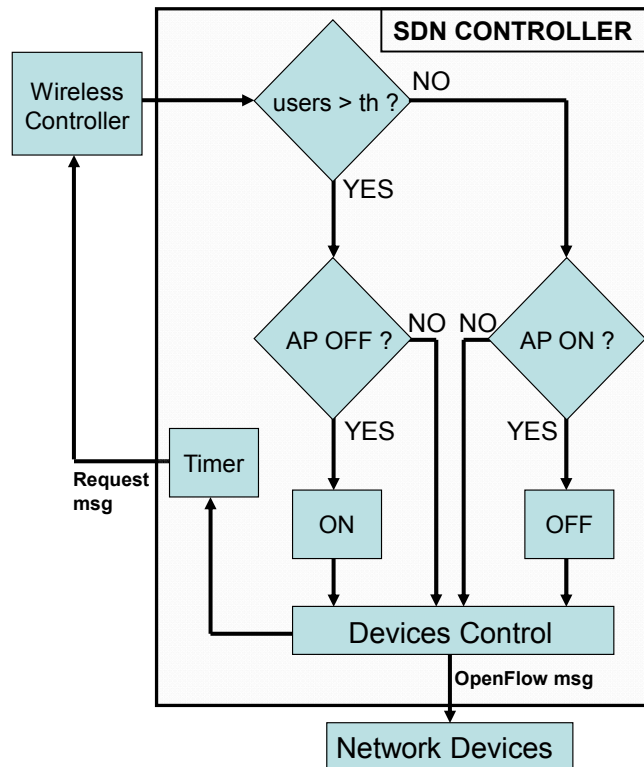 SDN CONTROLLER
Wireless
Controller
users > th ?
NO
YES
AP OFF ?
NO
NO
AP ON ?
YES
YES
Timer
Request
msg
ON
OFF
Devices Control
OpenFlow msg
Network Devices